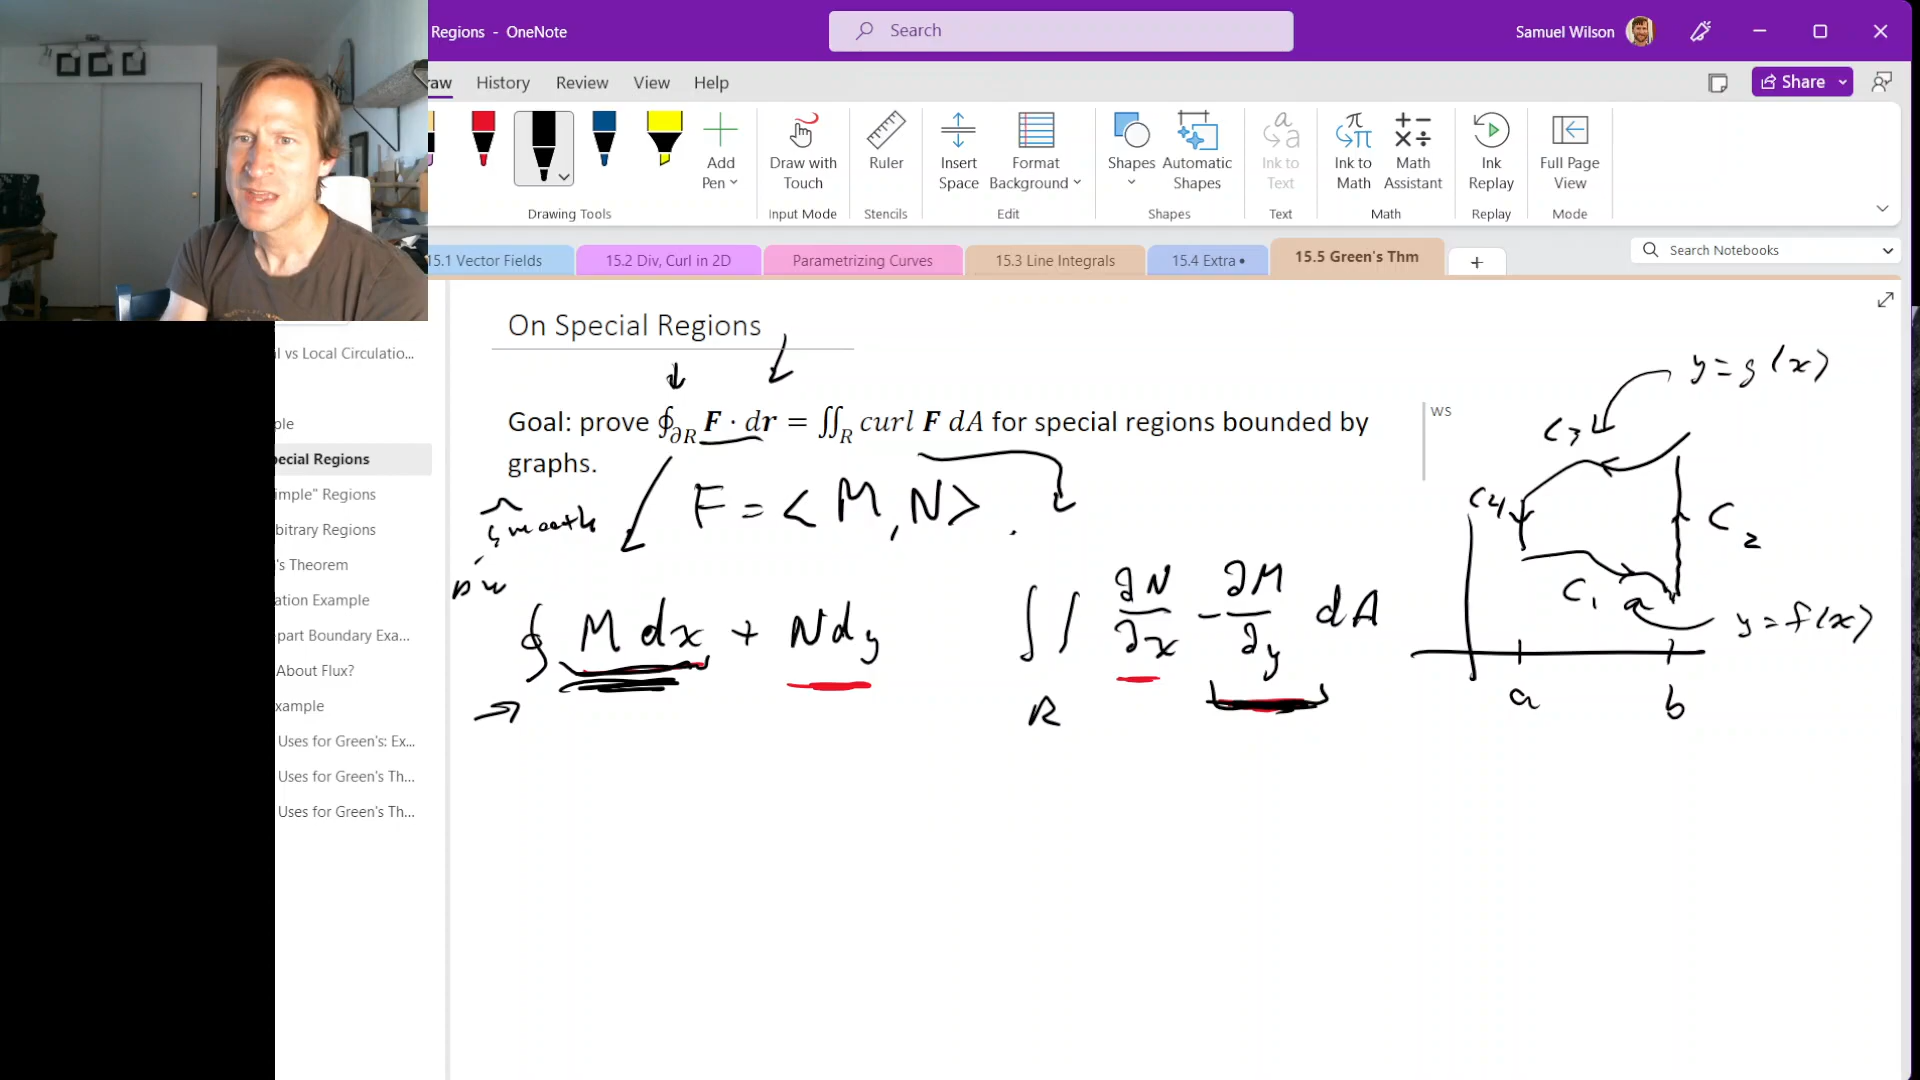 Regions - OneNote
Search
Samuel Wilson
aw
History
Review
View
Help
Share
Add Pen
Draw with Touch
Ruler
Insert Space
Format Background
Shapes
Automatic Shapes
Ink to Text
Ink to Math
Math Assistant
Ink Replay
Full Page View
Drawing Tools
Input Mode
Stencils
Edit
Shapes
Text
Math
Replay
Mode
15.1 Vector Fields
15.2 Div, Curl in 2D
Parametrizing Curves
15.3 Line Integrals
15.4 Extra •
15.5 Green's Thm
+
Search Notebooks
l vs Local Circulatio...
ple
pecial Regions
imple" Regions
bitrary Regions
's Theorem
ation Example
part Boundary Exa...
About Flux?
xample
Uses for Green's: Ex...
Uses for Green's Th...
Uses for Green's Th...
On Special Regions
Goal: prove ∮∂R F · dr = ∬R curl F dA for special regions bounded by
graphs.
WS
F = < M, N > .
smooth
pw
∮ M dx + N dy
∫∫ ∂N/∂x - ∂M/∂y dA
R
y = g(x)
C3
C4
C2
C1
y = f(x)
a
b